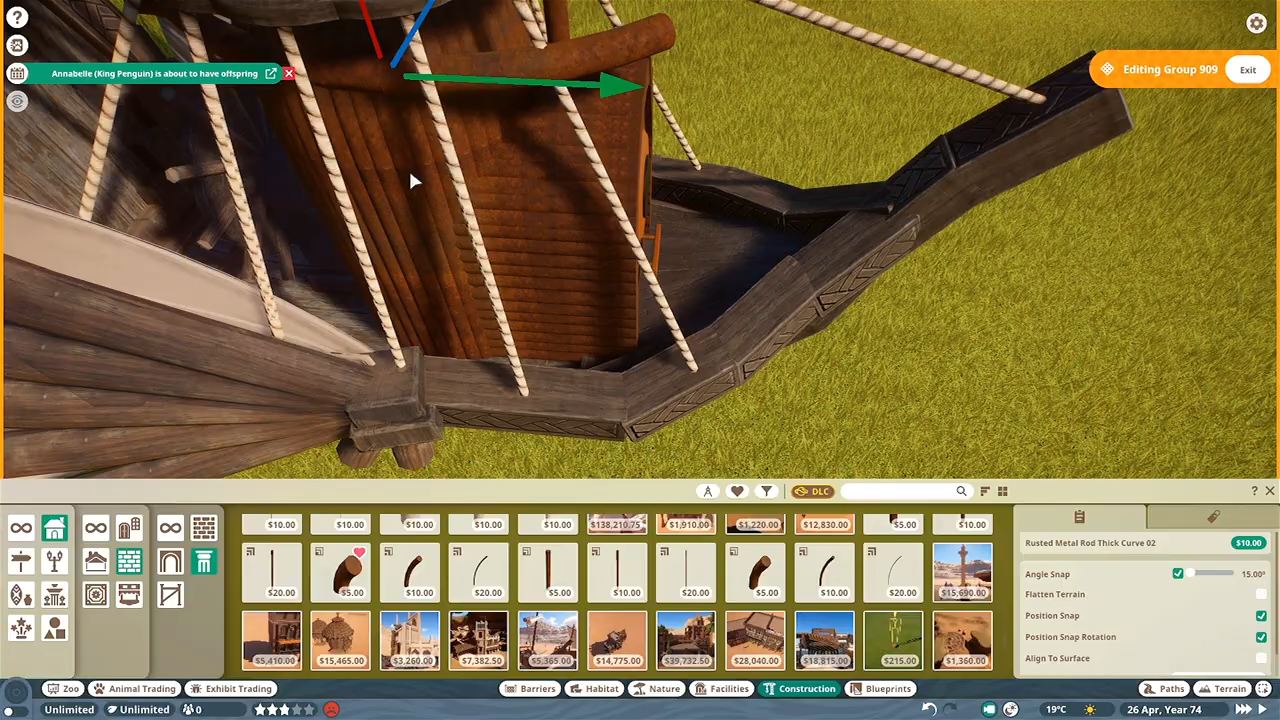 ?
Annabelle (King Penguin) is about to have offspring
Editing Group 909
Exit
DLC
?
$10.00 $10.00 $10.00 $10.00 $10.00 $138,210.75 $1,910.00 $1,220.00 $12,830.00 $5.00 $10.00
$20.00 $5.00 $10.00 $20.00 $5.00 $10.00 $20.00 $5.00 $10.00 $20.00 $15,690.00
$5,410.00 $15,465.00 $3,260.00 $7,382.50 $5,365.00 $14,775.00 $39,732.50 $28,040.00 $18,815.00 $215.00 $1,360.00
Rusted Metal Rod Thick Curve 02 $10.00
Angle Snap 15.00°
Flatten Terrain
Position Snap
Position Snap Rotation
Align To Surface
Zoo Animal Trading Exhibit Trading Barriers Habitat Nature Facilities Construction Blueprints Paths Terrain
Unlimited Unlimited 0 19°C 26 Apr, Year 74